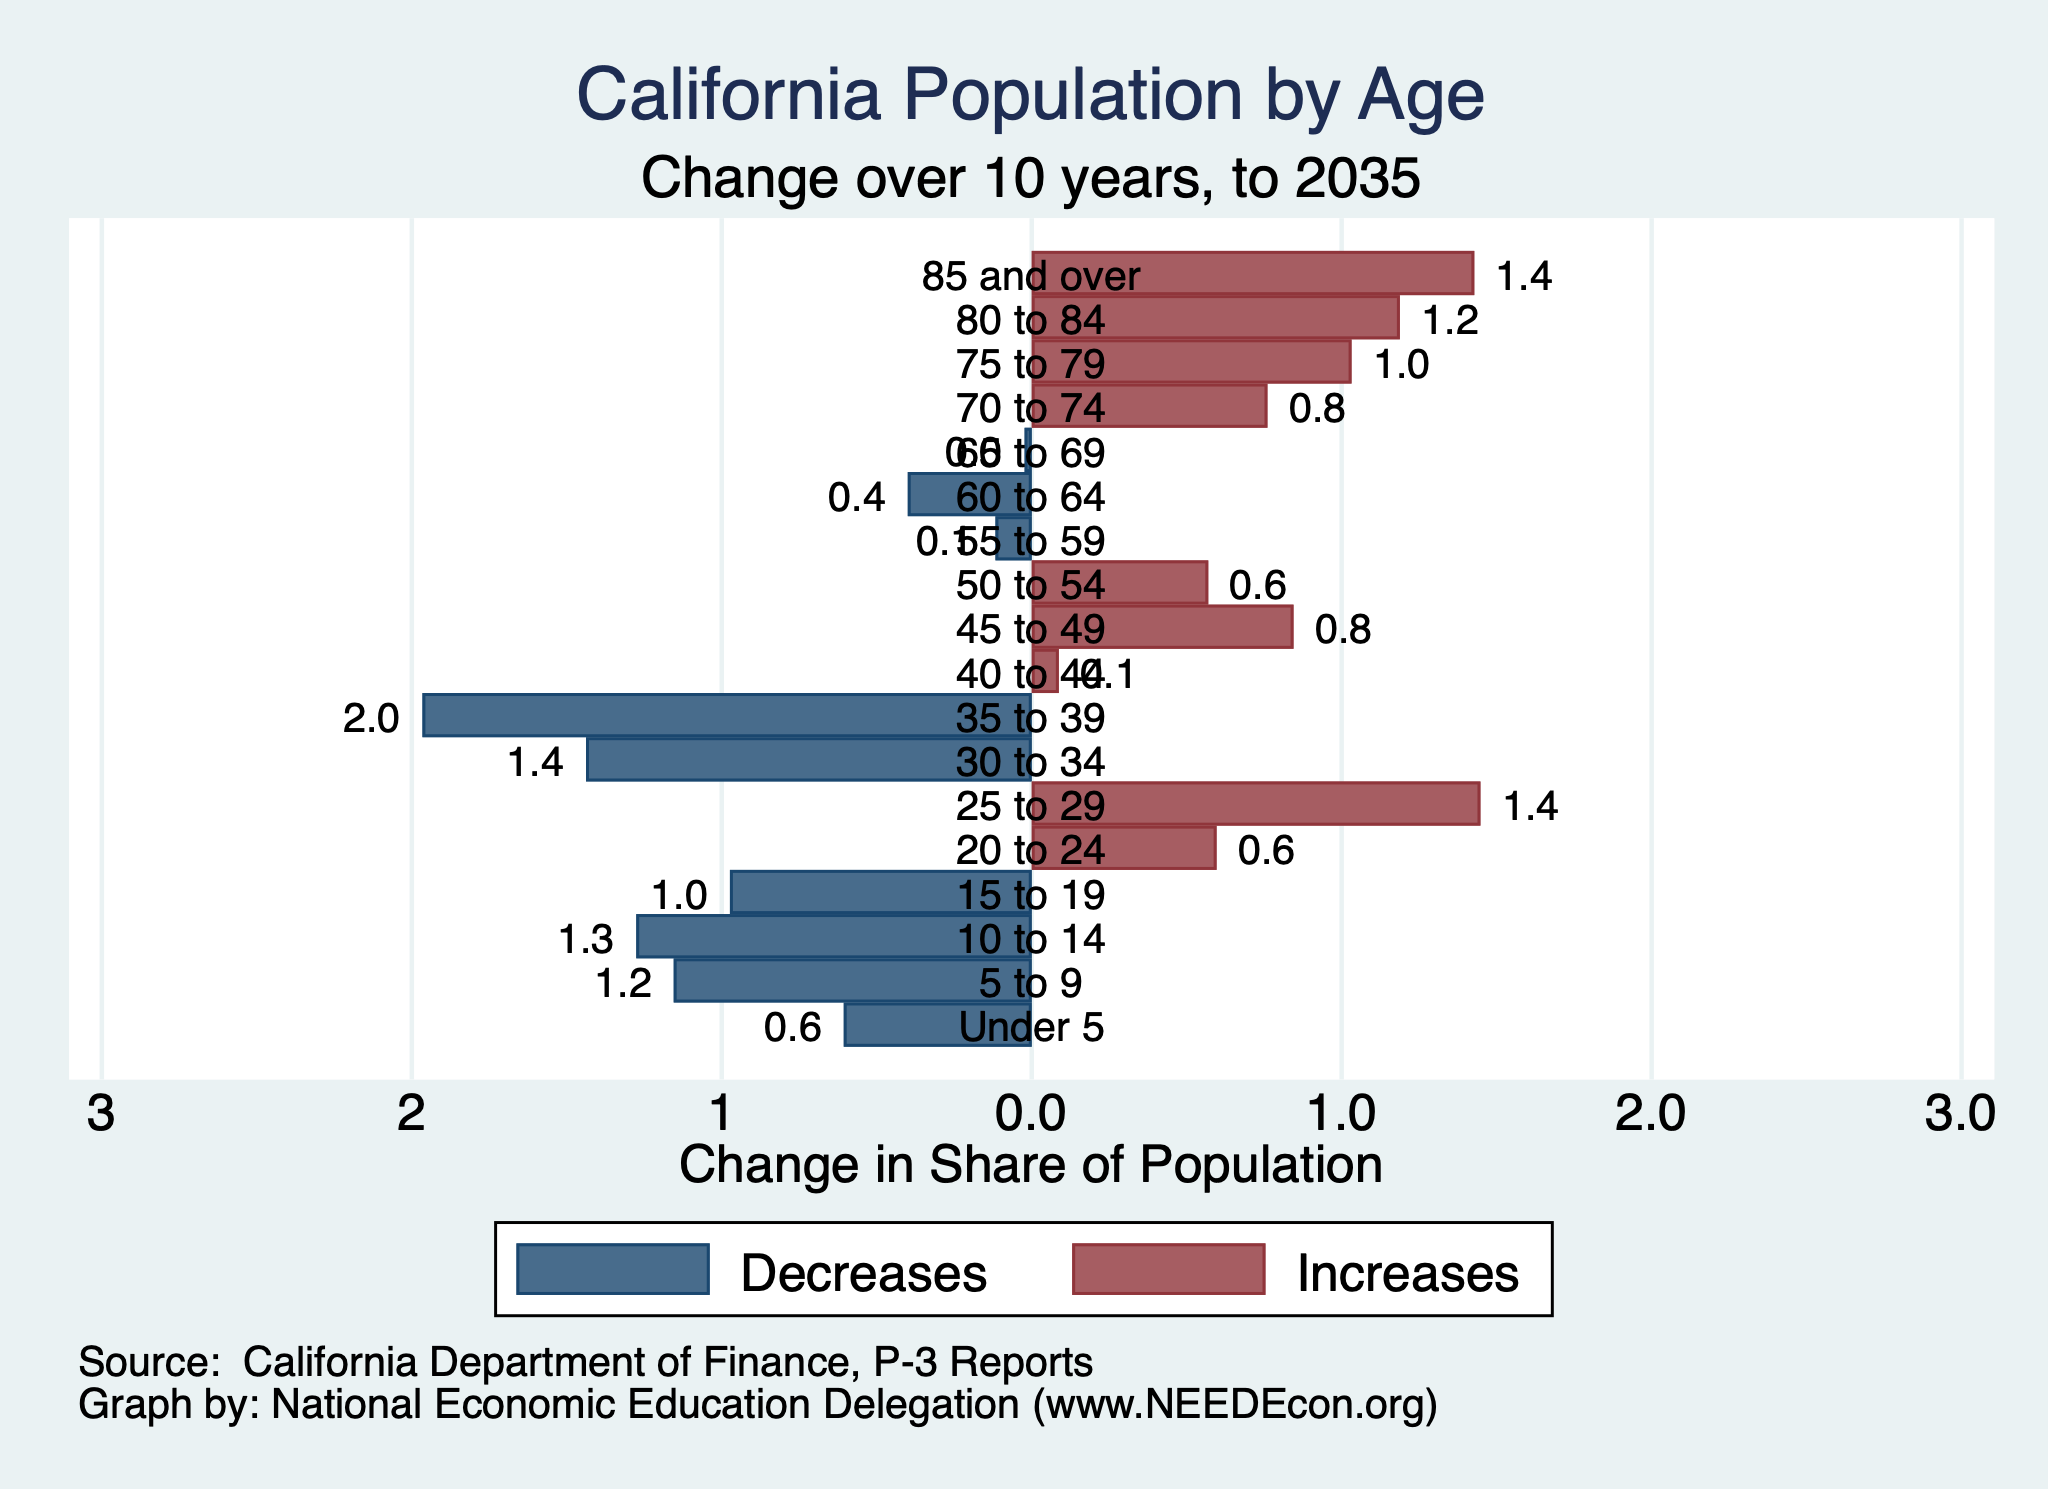 California Population by Age
Change over 10 years, to 2035
85 and over 1.4
80 to 84 1.2
75 to 79 1.0
70 to 74 0.8
0.0 65 to 69
0.4 60 to 64
0.1 55 to 59
50 to 54 0.6
45 to 49 0.8
40 to 44 0.1
2.0 35 to 39
1.4 30 to 34
25 to 29 1.4
20 to 24 0.6
1.0 15 to 19
1.3 10 to 14
1.2 5 to 9
0.6 Under 5
3 2 1 0.0 1.0 2.0 3.0
Change in Share of Population
Decreases Increases
Source: California Department of Finance, P-3 Reports
Graph by: National Economic Education Delegation (www.NEEDEcon.org)